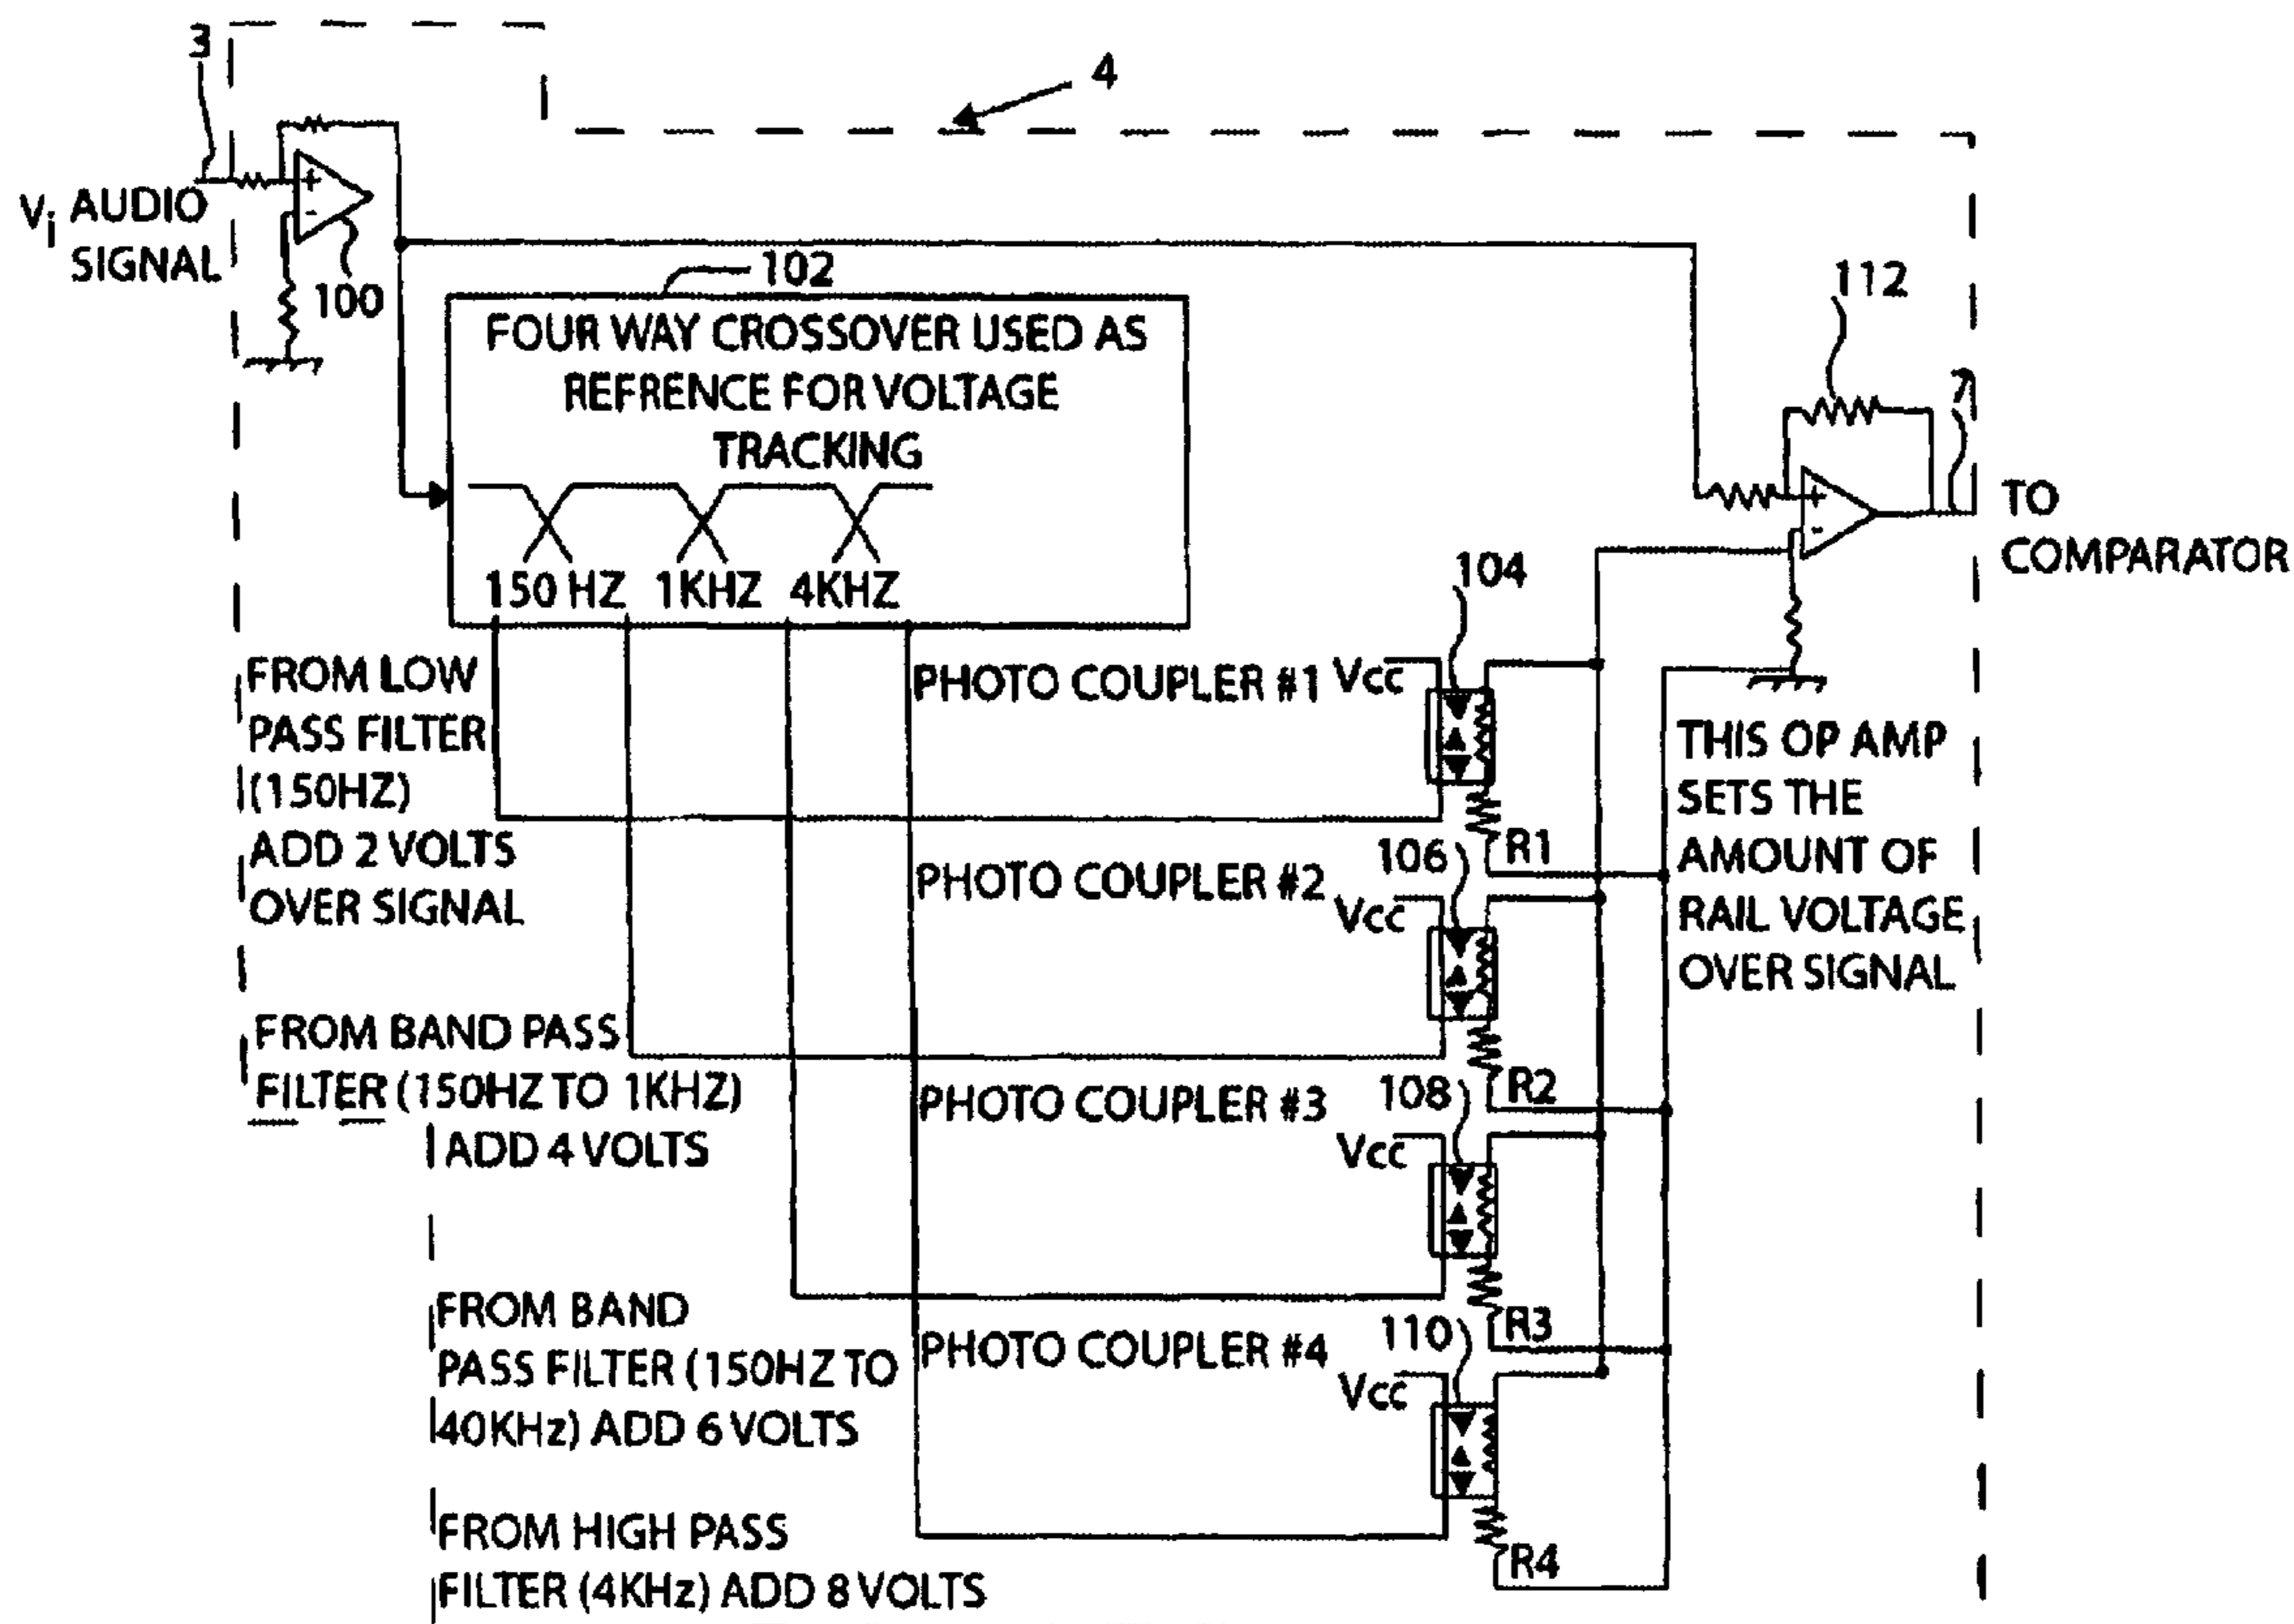 3
4
Vi AUDIO
SIGNAL
+
-
100
102
FOUR WAY CROSSOVER USED AS
REFRENCE FOR VOLTAGE
TRACKING
150 HZ 1KHZ 4KHZ
112
7
+
-
TO
COMPARATOR
FROM LOW
PASS FILTER
(150HZ)
ADD 2 VOLTS
OVER SIGNAL
104
PHOTO COUPLER #1 Vcc
R1
THIS OP AMP
SETS THE
AMOUNT OF
RAIL VOLTAGE
OVER SIGNAL
106
PHOTO COUPLER #2
Vcc
R2
FROM BAND PASS
FILTER (150HZ TO 1KHZ)
ADD 4 VOLTS
108
PHOTO COUPLER #3
Vcc
R3
FROM BAND
PASS FILTER (150HZ TO
40KHz) ADD 6 VOLTS
110
PHOTO COUPLER #4
Vcc
R4
FROM HIGH PASS
FILTER (4KHz) ADD 8 VOLTS